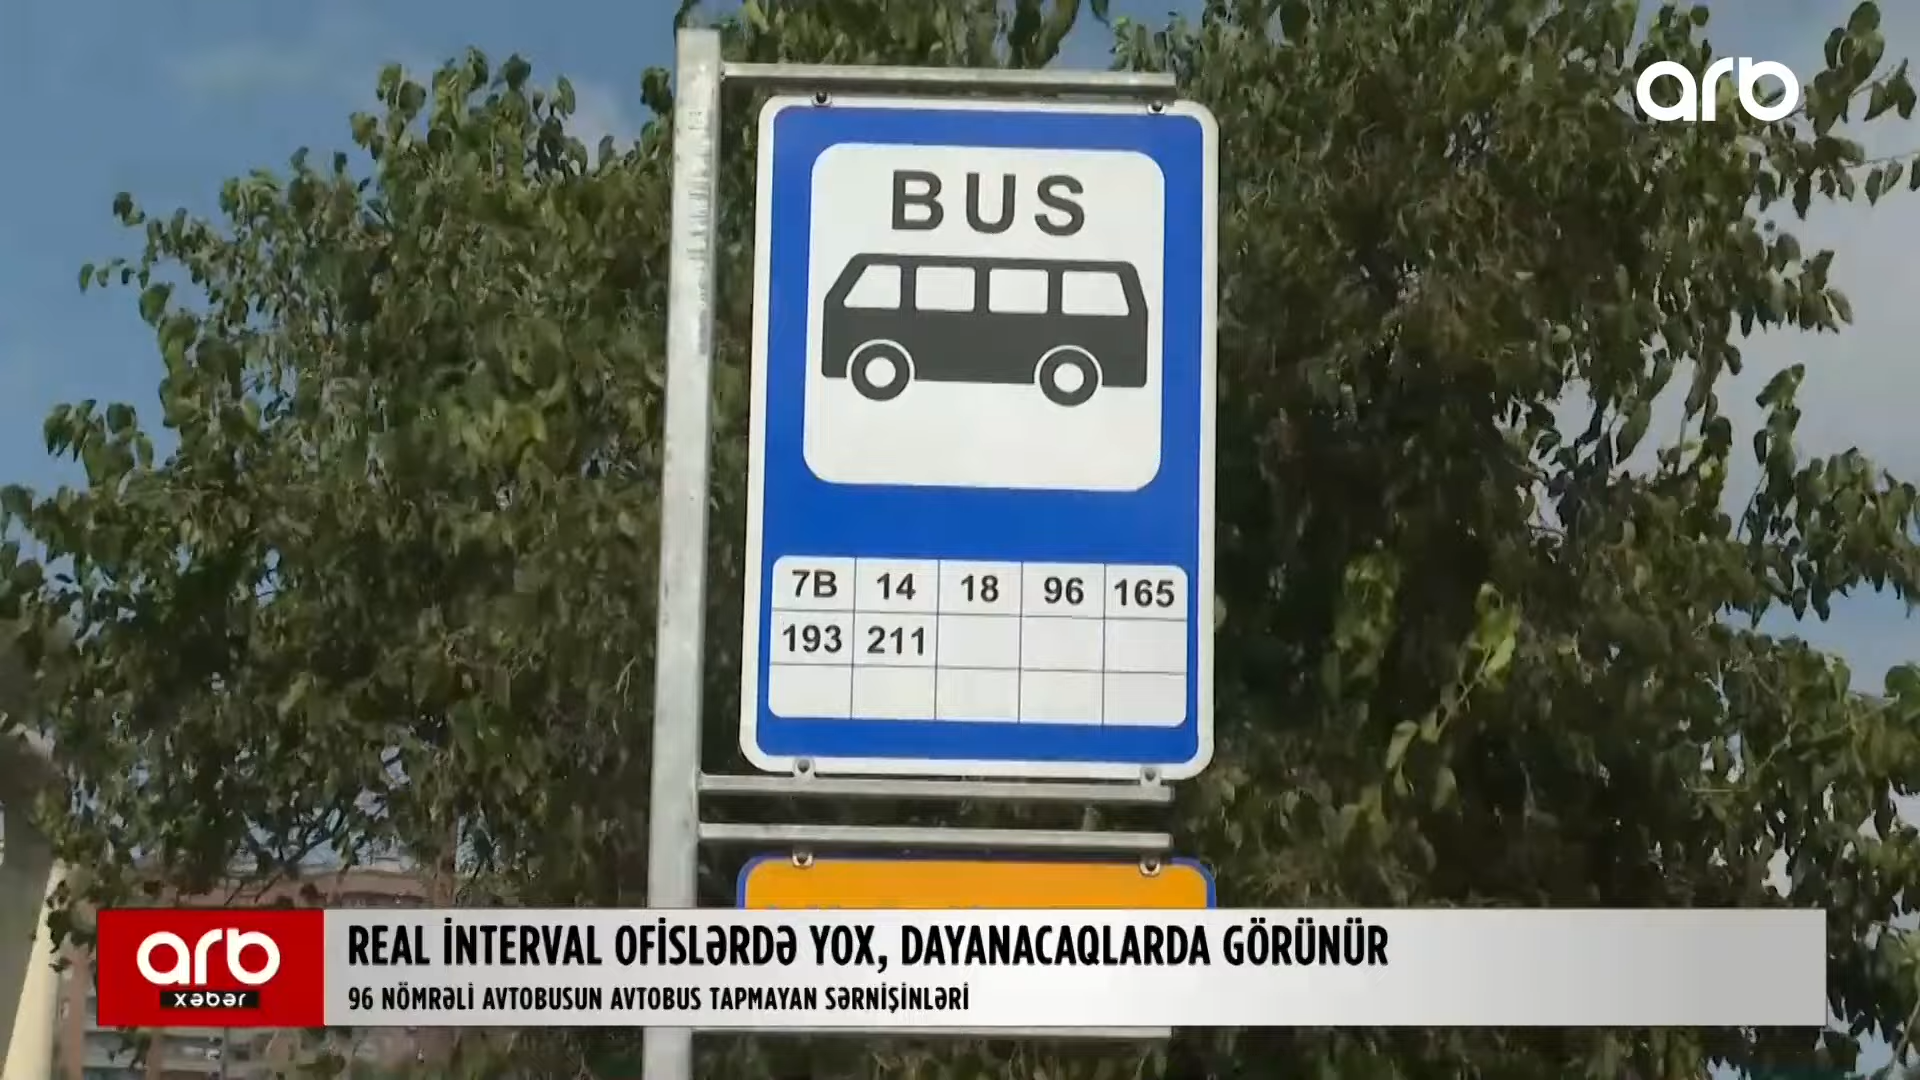 arb
BUS
7B 14 18 96 165
193 211
arb
xəbər
REAL İNTERVAL OFİSLƏRDƏ YOX, DAYANACAQLARDA GÖRÜNÜR
96 NÖMRƏLİ AVTOBUSUN AVTOBUS TAPMAYAN SƏRNİŞİNLƏRİ